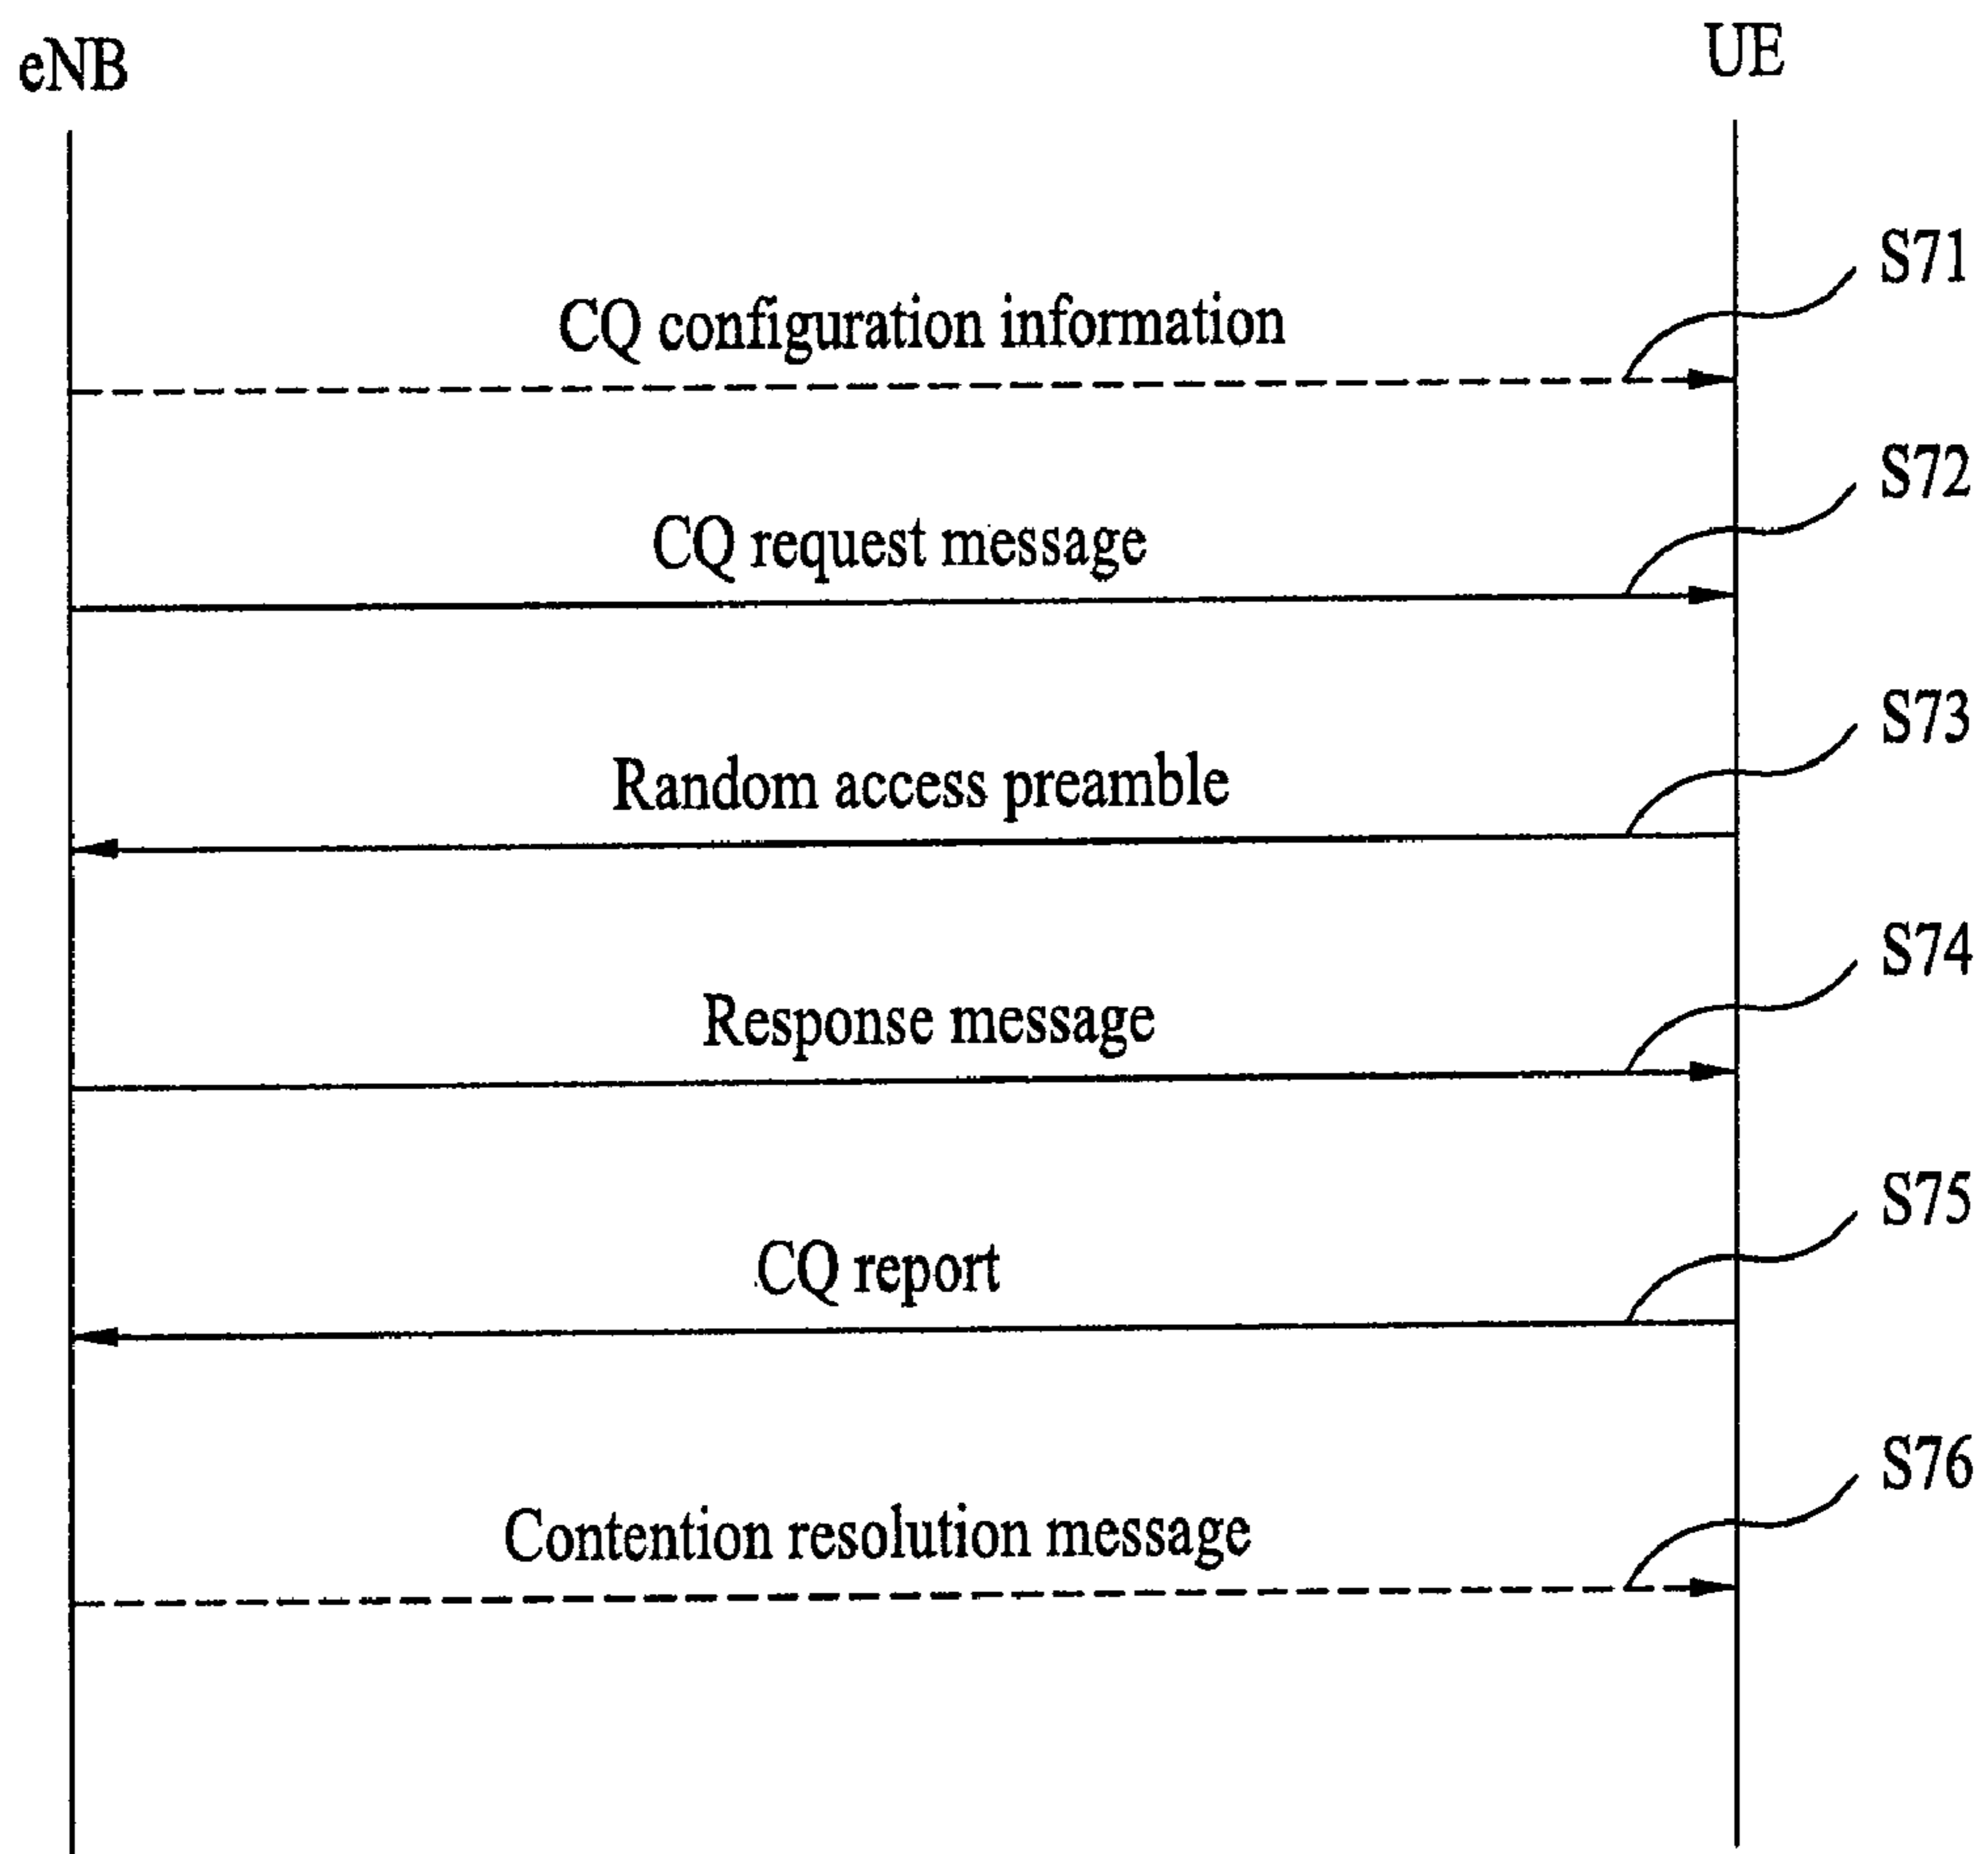 eNB
UE
S71
CQ configuration information
S72
CQ request message
S73
Random access preamble
S74
Response message
S75
CQ report
S76
Contention resolution message